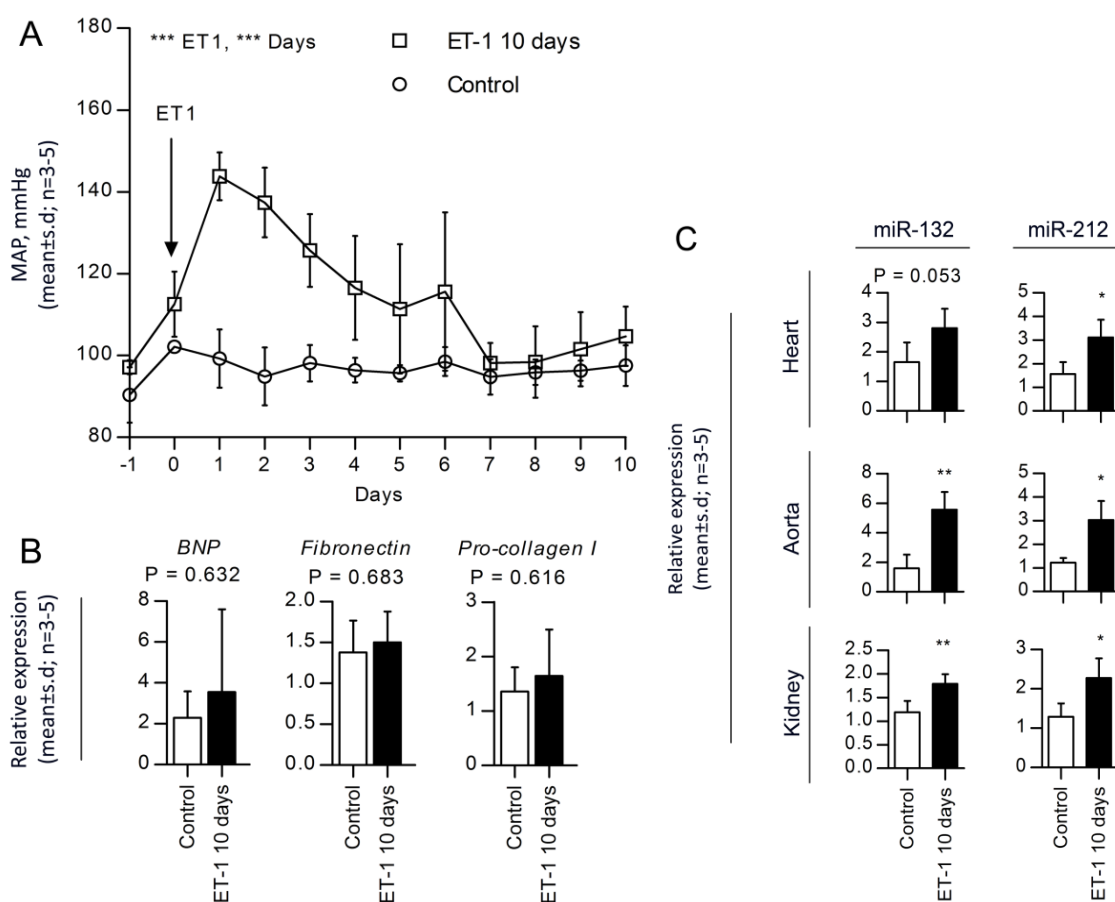 A
*** ET1, *** Days
ET-1 10 days
Control
ET1
MAP, mmHg
(mean±s.d; n=3-5)
180
160
140
120
100
80
-1 0 1 2 3 4 5 6 7 8 9 10
Days
B
BNP
P = 0.632
Fibronectin
P = 0.683
Pro-collagen I
P = 0.616
Relative expression
(mean±s.d; n=3-5)
8
6
4
2
0
Control
ET-1 10 days
2.0
1.5
1.0
0.5
0.0
Control
ET-1 10 days
3
2
1
0
Control
ET-1 10 days
C
miR-132
miR-212
Relative expression
(mean±s.d; n=3-5)
Heart
P = 0.053
4
3
2
1
0
*
5
4
3
2
1
0
Aorta
**
8
6
4
2
0
*
5
4
3
2
1
0
Kidney
**
2.5
2.0
1.5
1.0
0.5
0.0
Control
ET-1 10 days
*
3
2
1
0
Control
ET-1 10 days